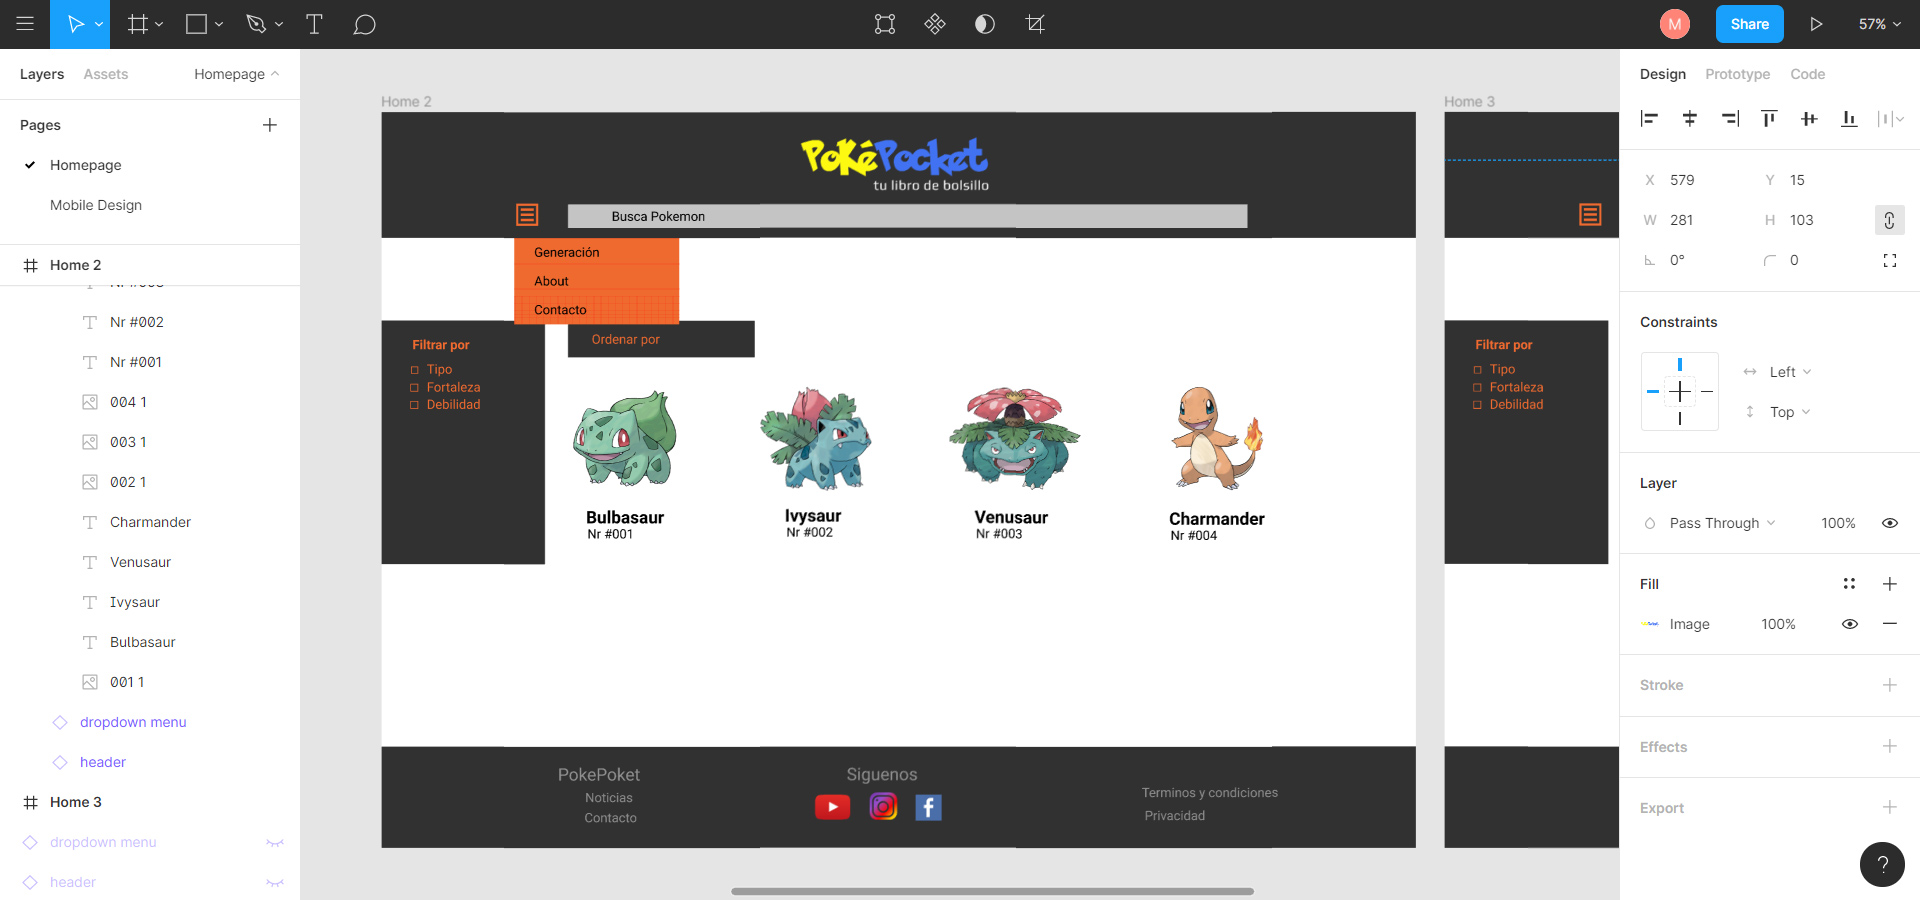 M
Share
57%
Layers
Assets
Homepage
Pages
Homepage
Mobile Design
Home 2
Nr #002
Nr #001
004 1
003 1
002 1
Charmander
Venusaur
Ivysaur
Bulbasaur
001 1
dropdown menu
header
Home 3
dropdown menu
header
Home 2
PoKéPocket
tu libro de bolsillo
Busca Pokemon
Generación
About
Contacto
Ordenar por
Filtrar por
Tipo
Fortaleza
Debilidad
Bulbasaur
Nr #001
Ivysaur
Nr #002
Venusaur
Nr #003
Charmander
Nr #004
PokePoket
Noticias
Contacto
Siguenos
Terminos y condiciones
Privacidad
Home 3
Filtrar por
Tipo
Fortaleza
Debilidad
Design
Prototype
Code
X 579
Y 15
W 281
H 103
0°
0
Constraints
Left
Top
Layer
Pass Through
100%
Fill
Image
100%
Stroke
Effects
Export
?